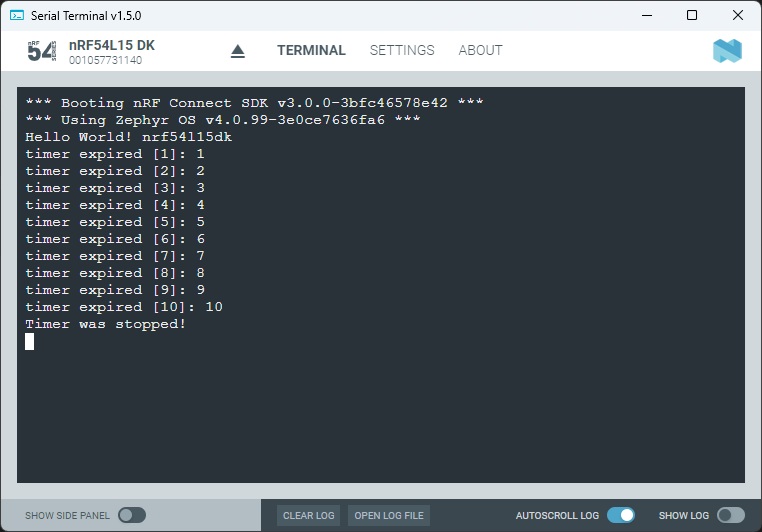 Serial Terminal v1.5.0
nRF 54 SERIES
nRF54L15 DK
001057731140
TERMINAL SETTINGS ABOUT
*** Booting nRF Connect SDK v3.0.0-3bfc46578e42 ***
*** Using Zephyr OS v4.0.99-3e0ce7636fa6 ***
Hello World! nrf54l15dk
timer expired [1]: 1
timer expired [2]: 2
timer expired [3]: 3
timer expired [4]: 4
timer expired [5]: 5
timer expired [6]: 6
timer expired [7]: 7
timer expired [8]: 8
timer expired [9]: 9
timer expired [10]: 10
Timer was stopped!
SHOW SIDE PANEL CLEAR LOG OPEN LOG FILE AUTOSCROLL LOG SHOW LOG